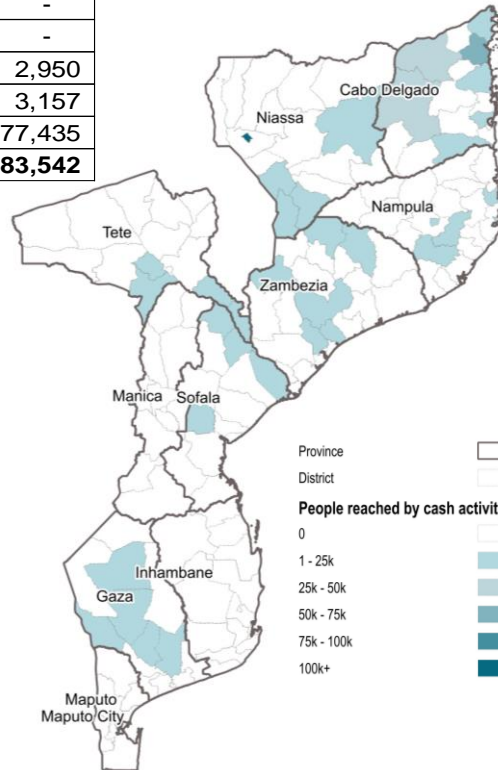 -
-
2,950
3,157
77,435
83,542
Cabo Delgado
Niassa
Nampula
Tete
Zambezia
Manica
Sofala
Inhambane
Gaza
Maputo
Maputo City
Province
District
People reached by cash activit
0
1 - 25k
25k - 50k
50k - 75k
75k - 100k
100k+